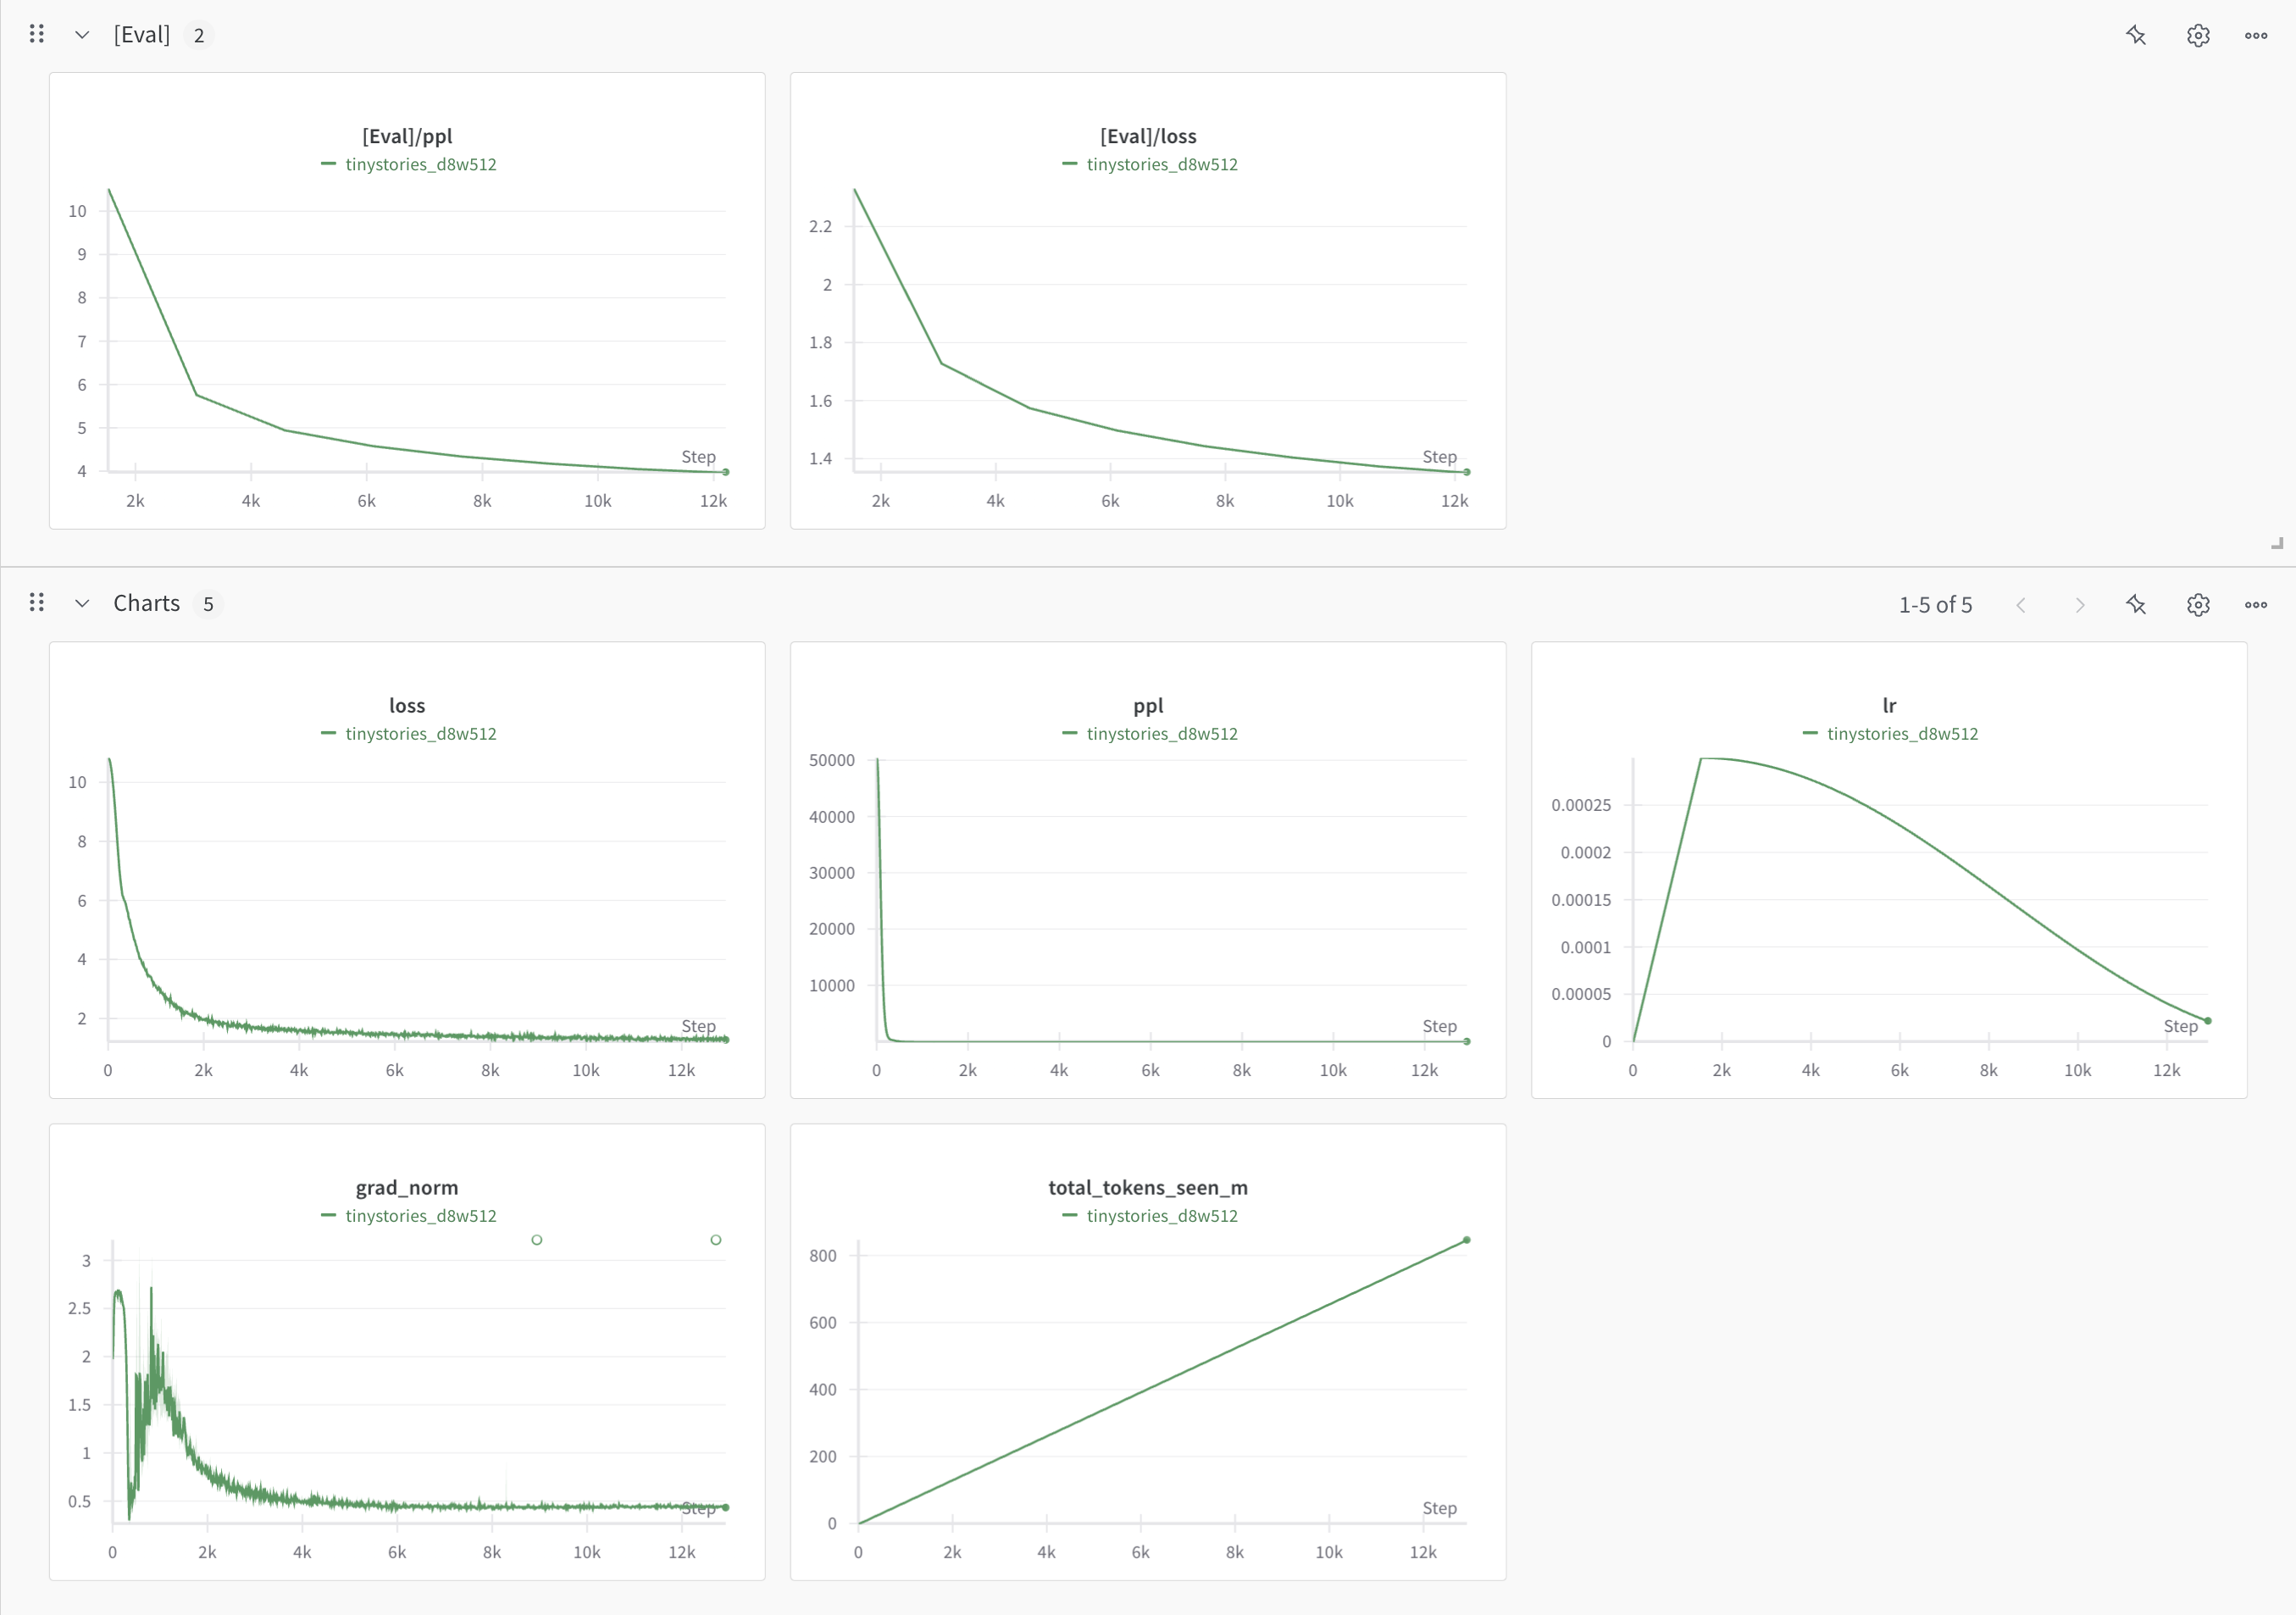 [Eval] 2
[Eval]/ppl
tinystories_d8w512
10
9
8
7
6
5
4
Step
2k 4k 6k 8k 10k 12k
[Eval]/loss
tinystories_d8w512
2.2
2
1.8
1.6
1.4
Step
2k 4k 6k 8k 10k 12k
Charts 5
1-5 of 5
loss
tinystories_d8w512
10
8
6
4
2
Step
0 2k 4k 6k 8k 10k 12k
ppl
tinystories_d8w512
50000
40000
30000
20000
10000
Step
0 2k 4k 6k 8k 10k 12k
lr
tinystories_d8w512
0.00025
0.0002
0.00015
0.0001
0.00005
0
Step
0 2k 4k 6k 8k 10k 12k
grad_norm
tinystories_d8w512
3
2.5
2
1.5
1
0.5
Step
0 2k 4k 6k 8k 10k 12k
total_tokens_seen_m
tinystories_d8w512
800
600
400
200
0
Step
0 2k 4k 6k 8k 10k 12k